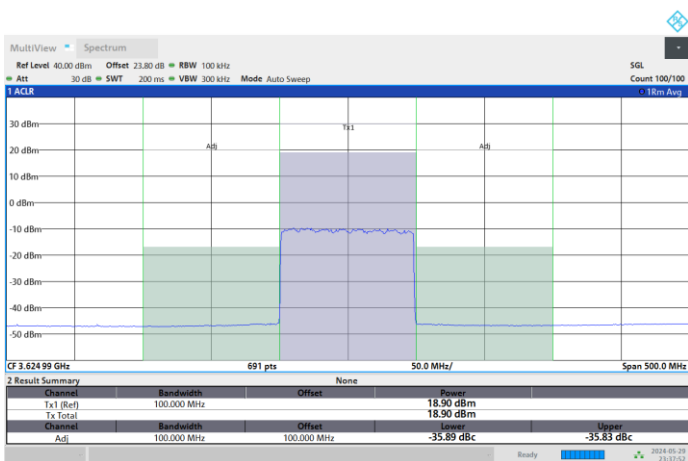 MultiView Spectrum
Ref Level 40.00 dBm Offset 23.80 dB RBW 100 kHz SGL
Att 30 dB SWT 200 ms VBW 300 kHz Mode Auto Sweep Count 100/100
1 ACLR 1Rm Avg
30 dBm
Tx1
Adj Adj
20 dBm
10 dBm
0 dBm
-10 dBm
-20 dBm
-30 dBm
-40 dBm
-50 dBm
CF 3.624 99 GHz 691 pts 50.0 MHz/ Span 500.0 MHz
2 Result Summary None
Channel Bandwidth Offset Power
Tx1 (Ref) 100.000 MHz 18.90 dBm
Tx Total 18.90 dBm
Channel Bandwidth Offset Lower Upper
Adj 100.000 MHz 100.000 MHz -35.89 dBc -35.83 dBc
Ready 2024-05-29
23:37:52